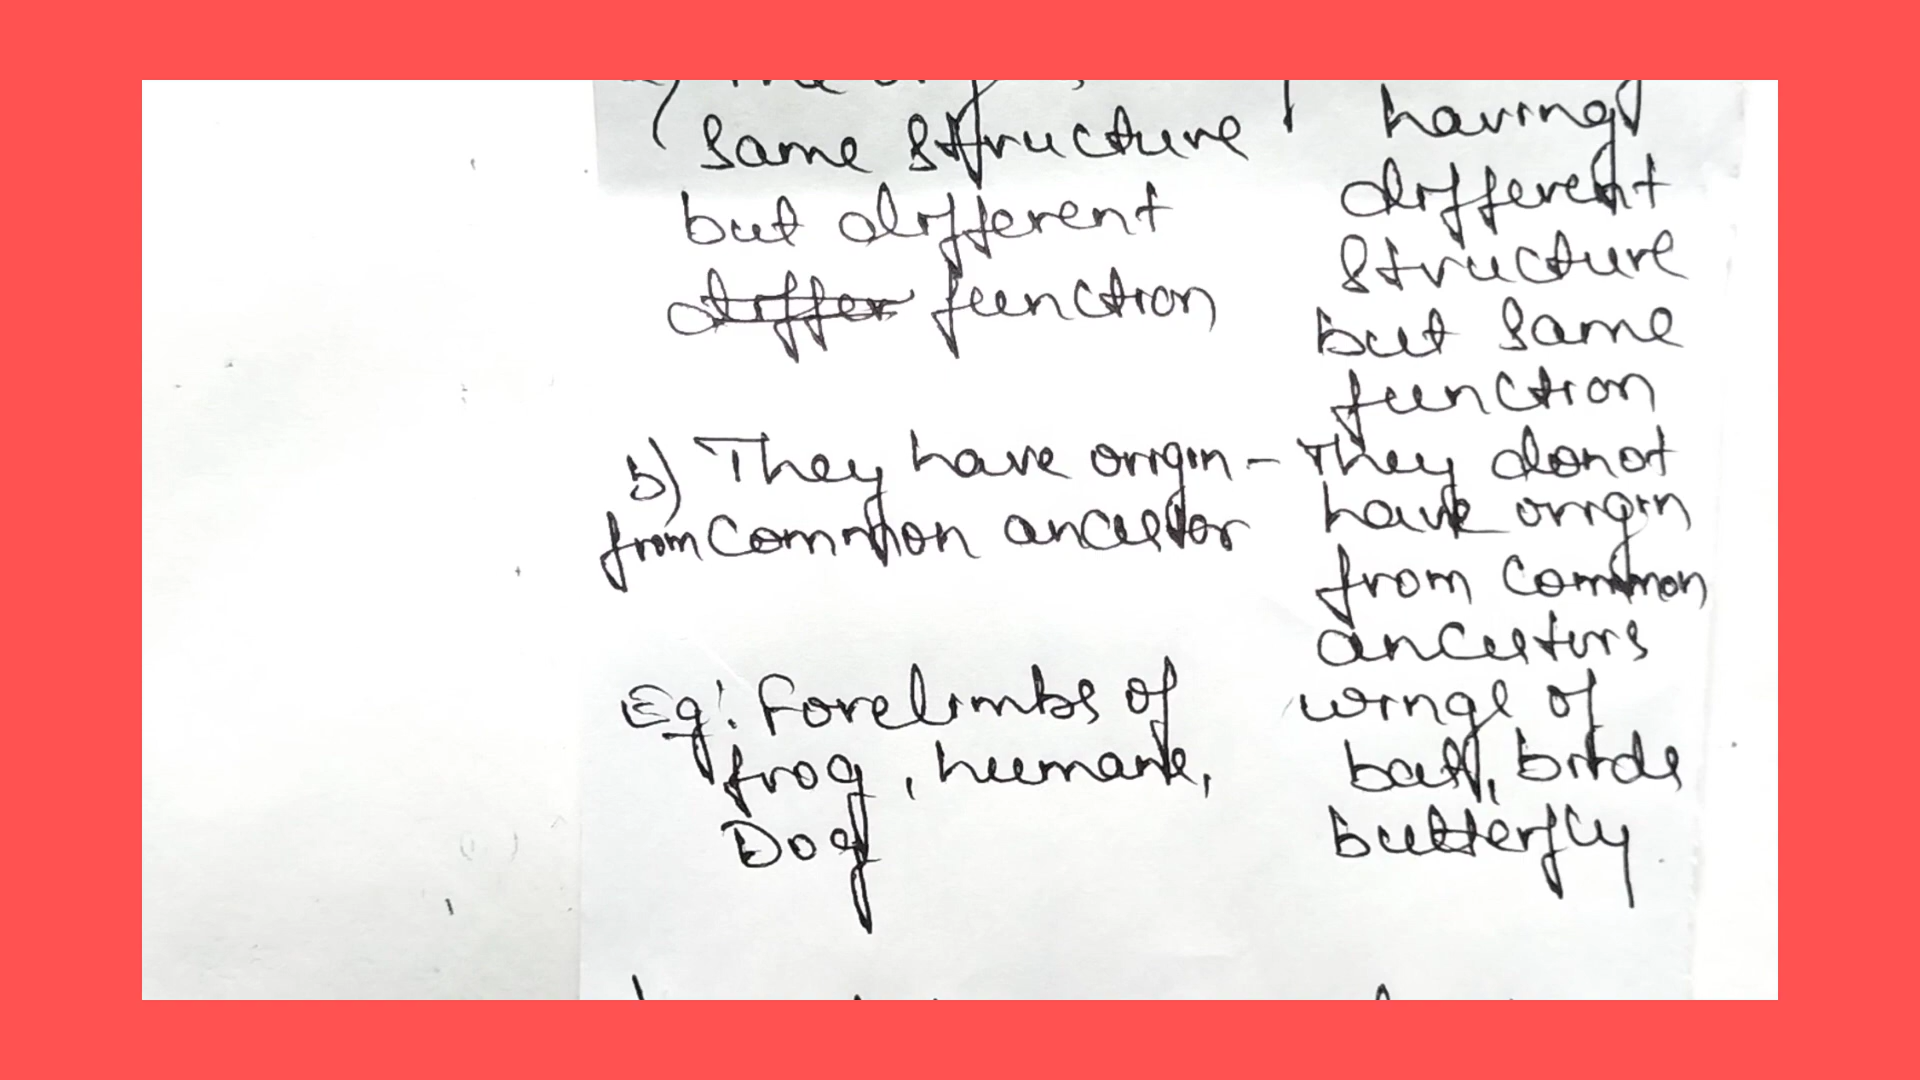 same structure
but different
differ function
b) They have origin -
from common ancestor
Eg: Forelimbs of
frog, humans,
Dog
having
different
structure
but same
function
They donot
have origin
from common
ancestors
wings of
bat, birds
butterfly